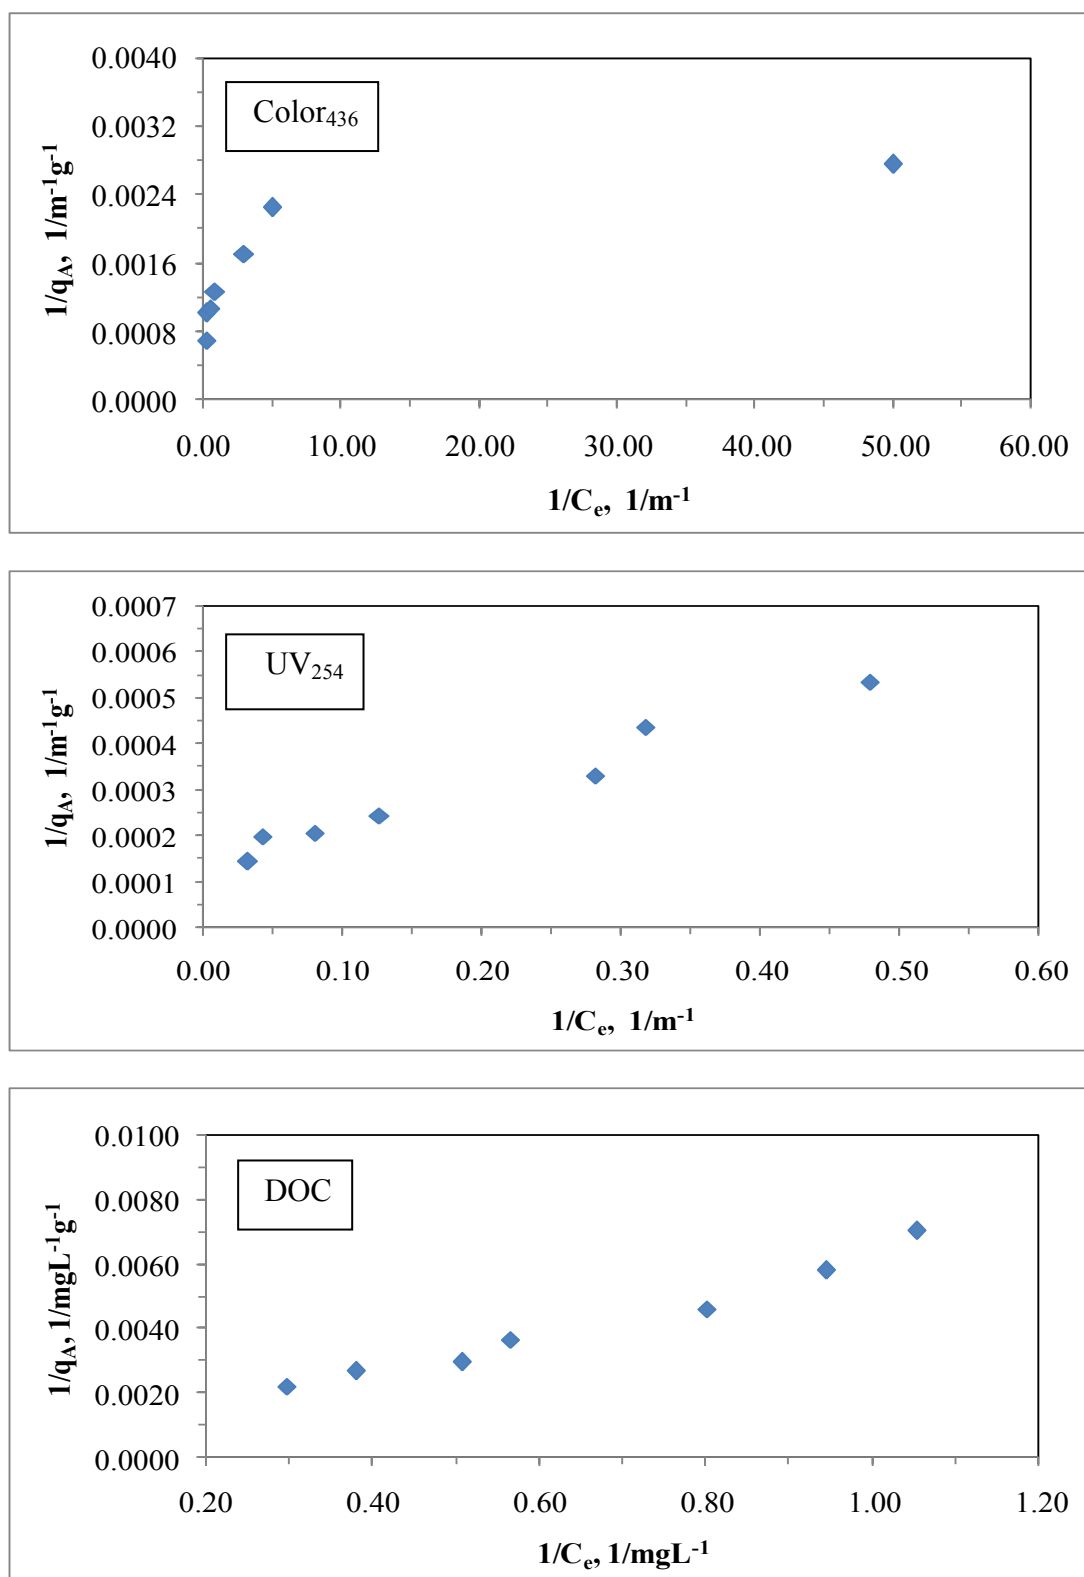 0.0040
0.0032
0.0024
0.0016
0.0008
0.0000
1/qA, 1/m⁻¹g⁻¹
Color₄₃₆
0.00 10.00 20.00 30.00 40.00 50.00 60.00
1/Cₑ, 1/m⁻¹
0.0007
0.0006
0.0005
0.0004
0.0003
0.0002
0.0001
0.0000
1/qA, 1/m⁻¹g⁻¹
UV₂₅₄
0.00 0.10 0.20 0.30 0.40 0.50 0.60
1/Cₑ, 1/m⁻¹
0.0100
0.0080
0.0060
0.0040
0.0020
0.0000
1/qA, 1/mgL⁻¹g⁻¹
DOC
0.20 0.40 0.60 0.80 1.00 1.20
1/Cₑ, 1/mgL⁻¹